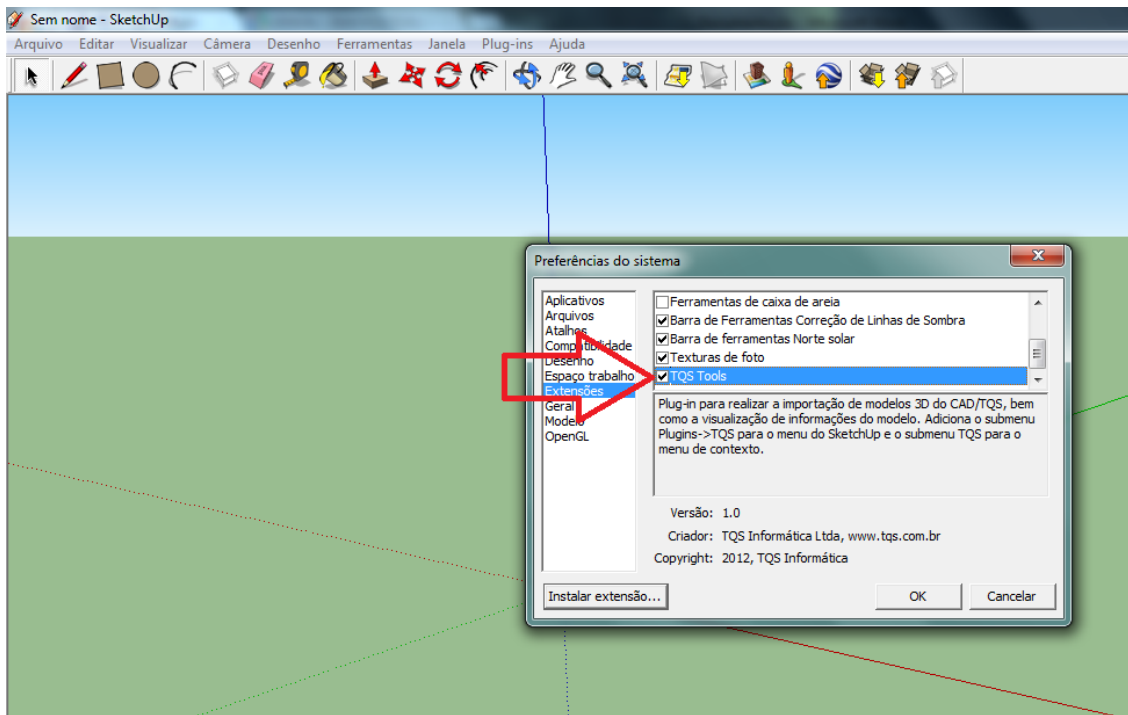 Sem nome - SketchUp
Arquivo Editar Visualizar Câmera Desenho Ferramentas Janela Plug-ins Ajuda
Preferências do sistema
Aplicativos
Arquivos
Atalhos
Compatibilidade
Desenho
Espaço trabalho
Extensões
Geral
Modelo
OpenGL
Ferramentas de caixa de areia
Barra de Ferramentas Correção de Linhas de Sombra
Barra de ferramentas Norte solar
Texturas de foto
TQS Tools
Plug-in para realizar a importação de modelos 3D do CAD/TQS, bem
como a visualização de informações do modelo. Adiciona o submenu
Plugins->TQS para o menu do SketchUp e o submenu TQS para o
menu de contexto.
Versão: 1.0
Criador: TQS Informática Ltda, www.tqs.com.br
Copyright: 2012, TQS Informática
Instalar extensão...
OK
Cancelar